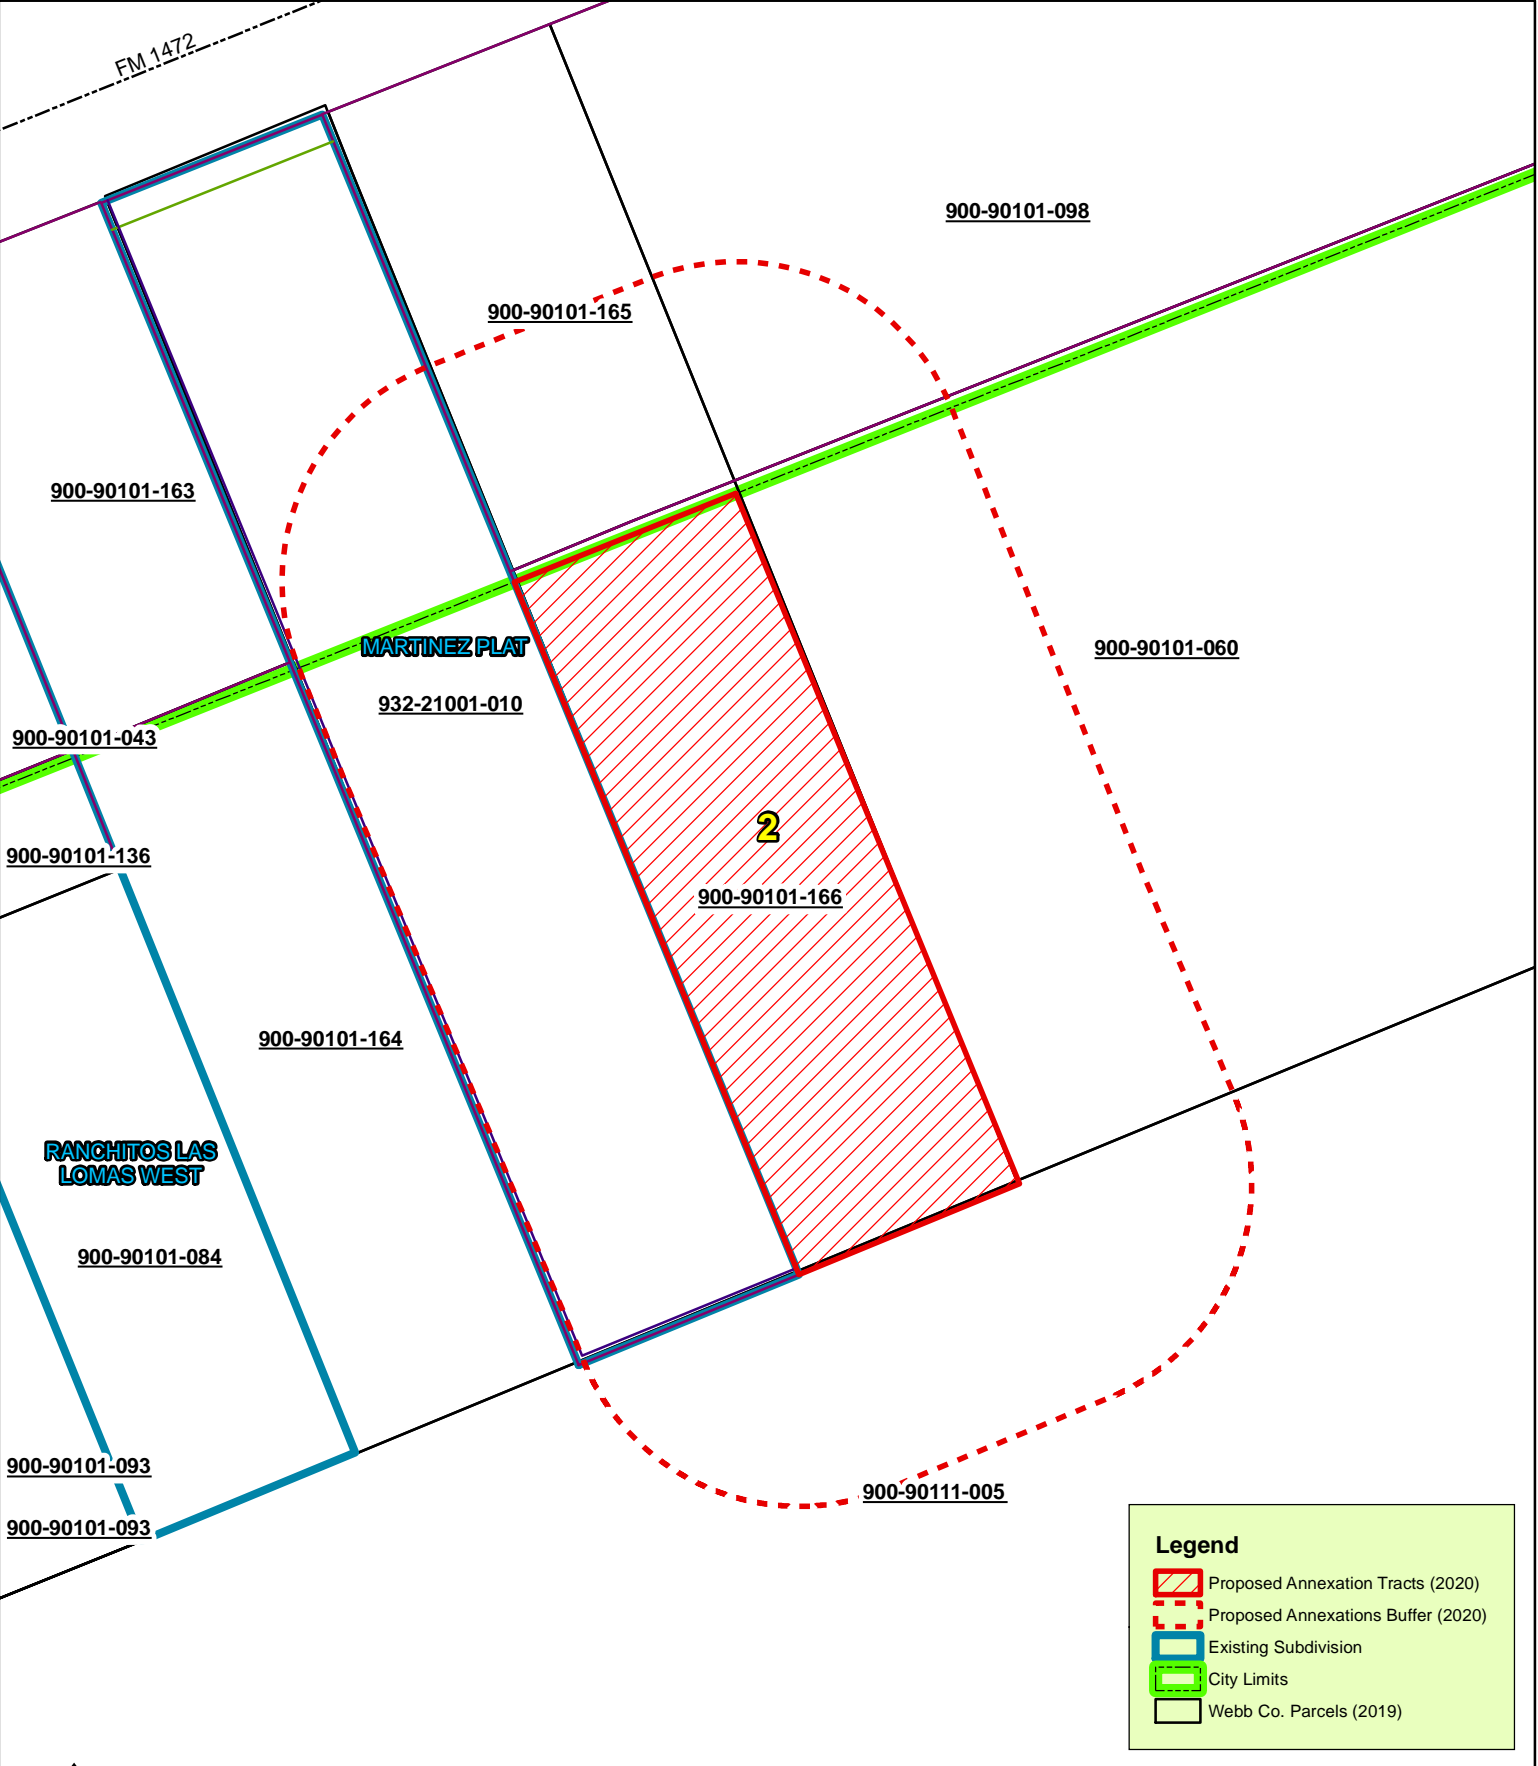 FM 1472
900-90101-098
900-90101-165
900-90101-163
MARTINEZ PLAT
900-90101-060
932-21001-010
900-90101-043
2
900-90101-136
900-90101-166
900-90101-164
RANCHITOS LAS
LOMAS WEST
900-90101-084
900-90101-093
900-90111-005
900-90101-093
Legend
Proposed Annexation Tracts (2020)
Proposed Annexations Buffer (2020)
Existing Subdivision
City Limits
Webb Co. Parcels (2019)